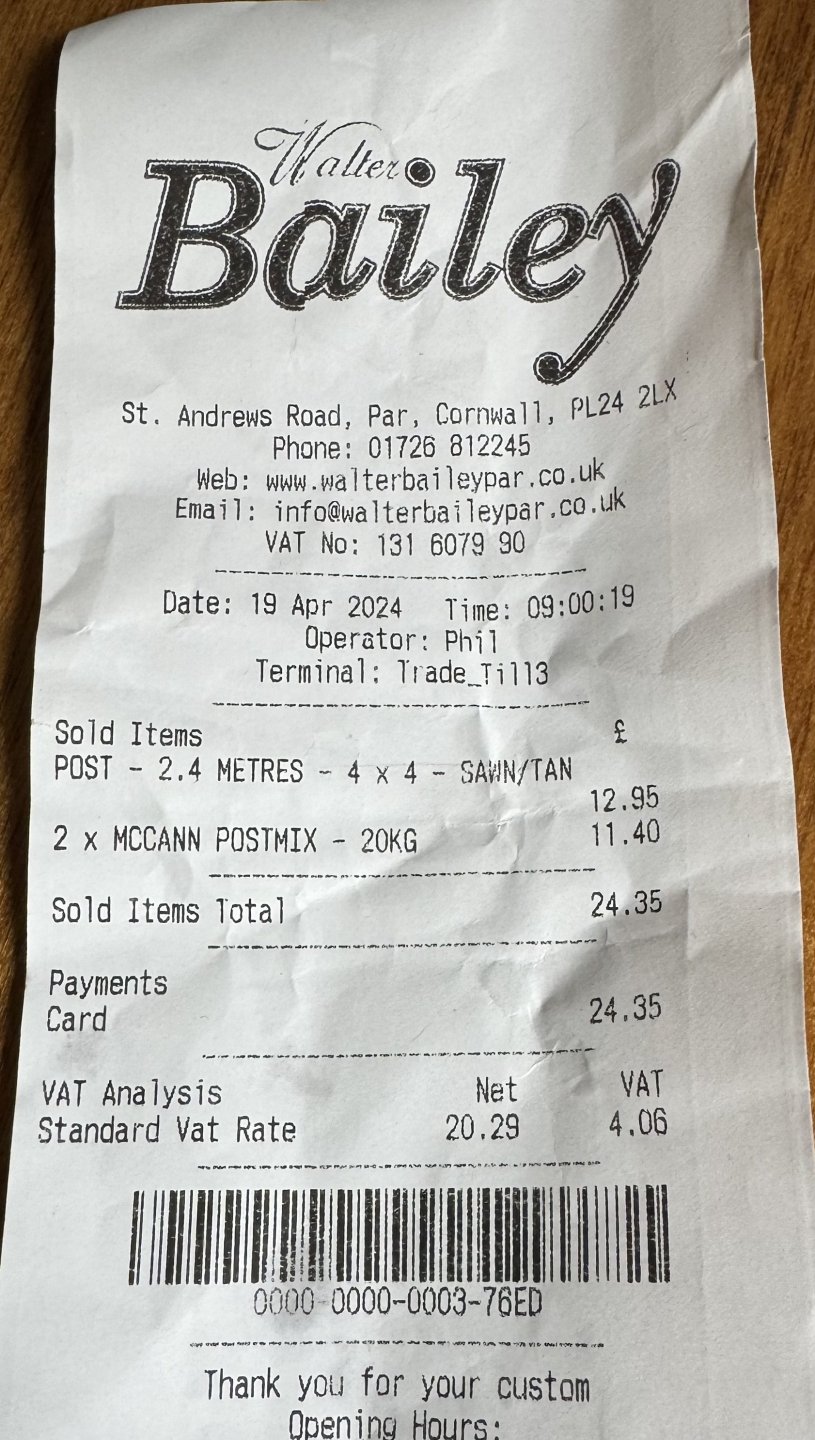 Walter
Bailey
St. Andrews Road, Par, Cornwall, PL24 2LX
Phone: 01726 812245
Web: www.walterbaileypar.co.uk
Email: info@walterbaileypar.co.uk
VAT No: 131 6079 90
Date: 19 Apr 2024 Time: 09:00:19
Operator: Phil
Terminal: Trade_Till3
Sold Items £
POST - 2.4 METRES - 4 x 4 - SAWN/TAN
12.95
2 x MCCANN POSTMIX - 20KG 11.40
Sold Items Total 24.35
Payments
Card 24.35
VAT Analysis Net VAT
Standard Vat Rate 20.29 4.06
0000-0000-0003-76ED
Thank you for your custom
Opening Hours: